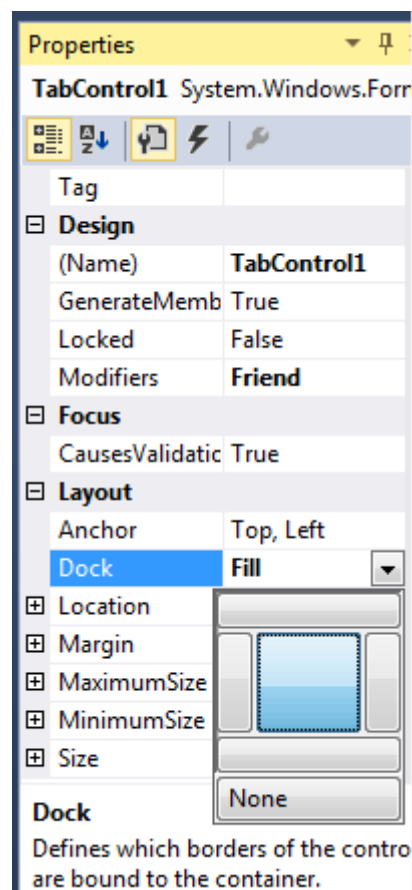 Properties
TabControl1 System.Windows.Forr
Tag
Design
(Name) TabControl1
GenerateMemb True
Locked False
Modifiers Friend
Focus
CausesValidatic True
Layout
Anchor Top, Left
Dock Fill
Location
Margin
MaximumSize
MinimumSize
Size
None
Dock
Defines which borders of the contro
are bound to the container.